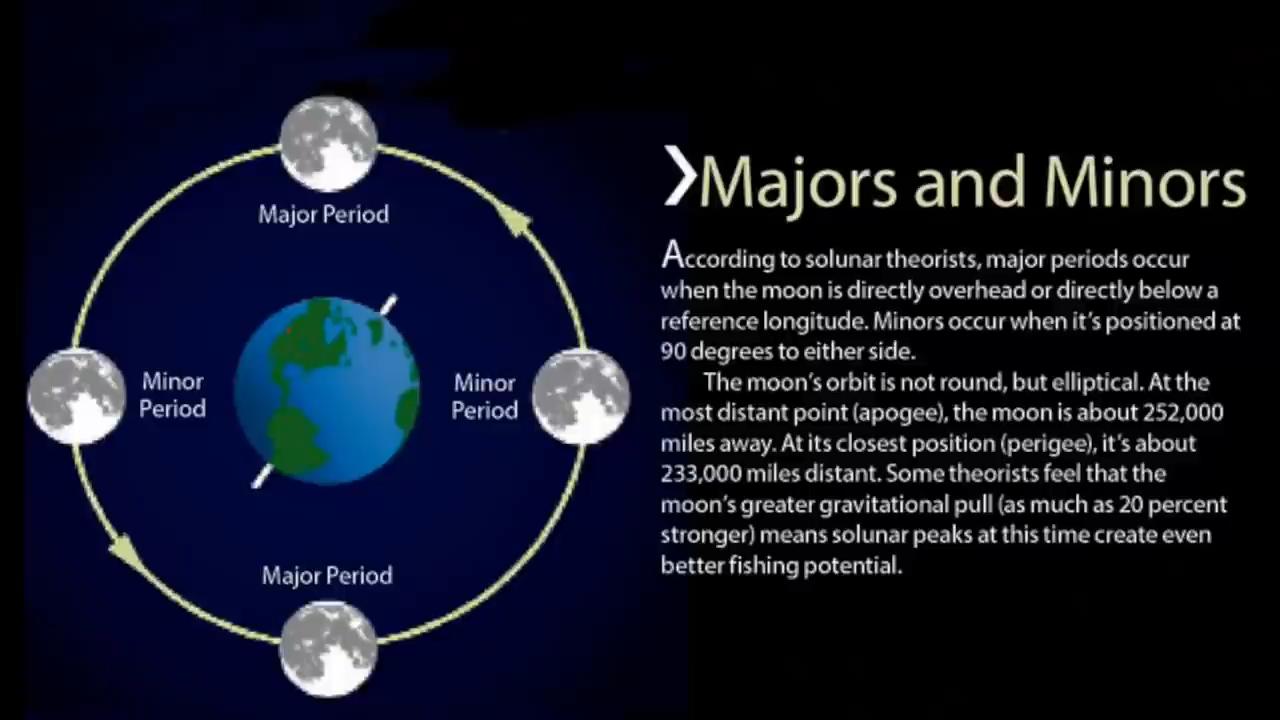 Major Period
Minor
Period
Minor
Period
Major Period
Majors and Minors
According to solunar theorists, major periods occur
when the moon is directly overhead or directly below a
reference longitude. Minors occur when it's positioned at
90 degrees to either side.
The moon's orbit is not round, but elliptical. At the
most distant point (apogee), the moon is about 252,000
miles away. At its closest position (perigee), it's about
233,000 miles distant. Some theorists feel that the
moon's greater gravitational pull (as much as 20 percent
stronger) means solunar peaks at this time create even
better fishing potential.